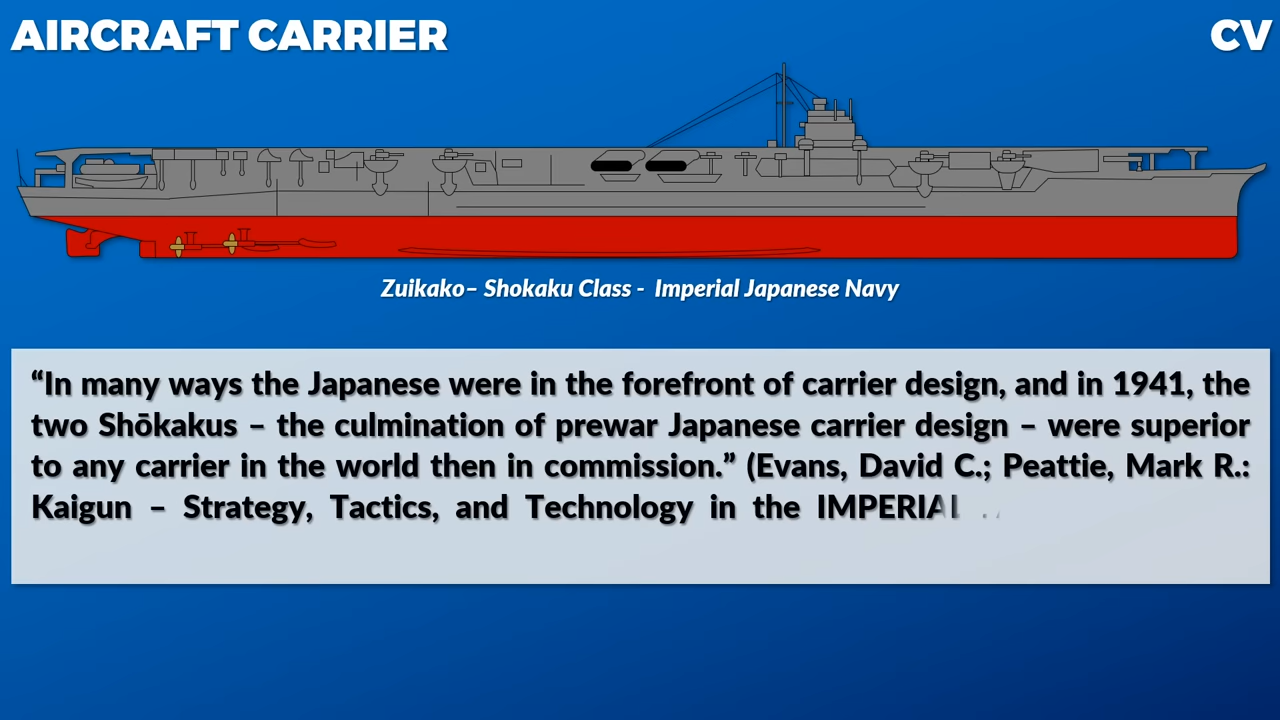 AIRCRAFT CARRIER
CV
Zuikako– Shokaku Class - Imperial Japanese Navy
“In many ways the Japanese were in the forefront of carrier design, and in 1941, the
two Shōkakus – the culmination of prewar Japanese carrier design – were superior
to any carrier in the world then in commission.” (Evans, David C.; Peattie, Mark R.:
Kaigun – Strategy, Tactics, and Technology in the IMPERIAL